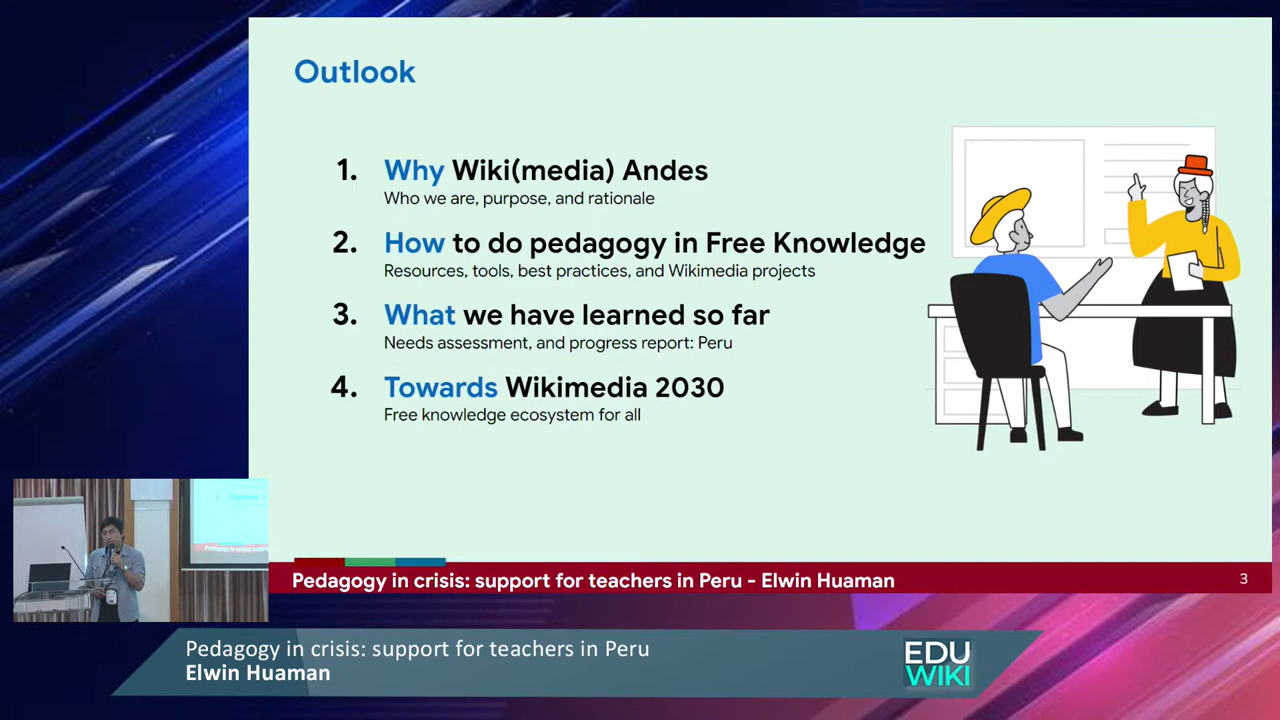 Outlook
1. Why Wiki(media) Andes
Who we are, purpose, and rationale
2. How to do pedagogy in Free Knowledge
Resources, tools, best practices, and Wikimedia projects
3. What we have learned so far
Needs assessment, and progress report: Peru
4. Towards Wikimedia 2030
Free knowledge ecosystem for all
Pedagogy in crisis: support for teachers in Peru - Elwin Huaman
3
Pedagogy in crisis: support for teachers in Peru
Elwin Huaman
EDU
WIKI